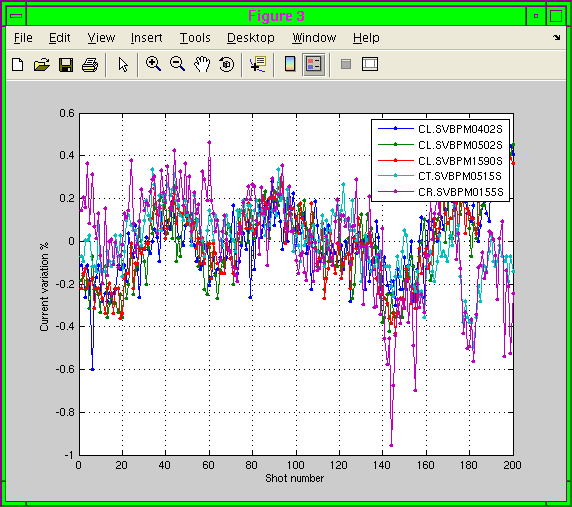 Figure 3
File Edit View Insert Tools Desktop Window Help
0.6
0.4
0.2
0
-0.2
-0.4
-0.6
-0.8
-1
Current variation %
CL.SVBPM0402S
CL.SVBPM0502S
CL.SVBPM1590S
CT.SVBPM0515S
CR.SVBPM0155S
0 20 40 60 80 100 120 140 160 180 200
Shot number